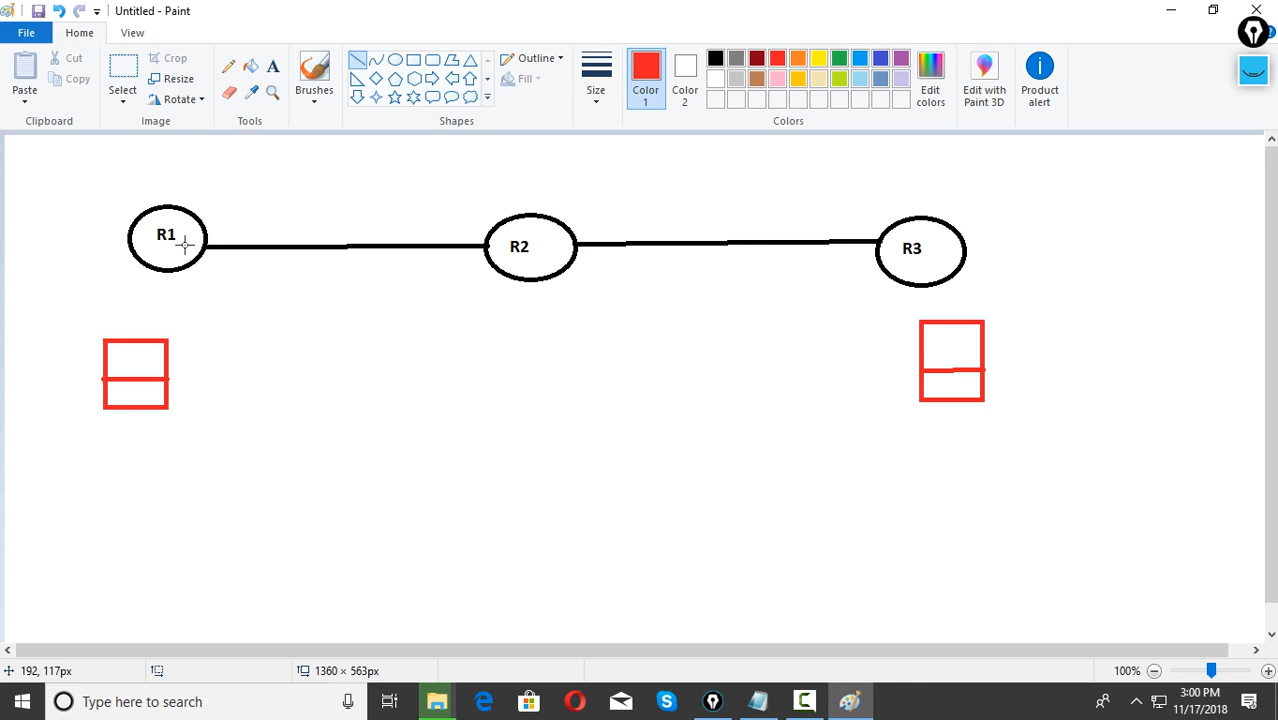 Untitled - Paint
File
Home
View
Paste
Cut
Copy
Clipboard
Select
Crop
Resize
Rotate
Image
A
Tools
Brushes
Outline
Fill
Shapes
Size
Color 1
Color 2
Edit colors
Colors
Edit with Paint 3D
Product alert
R1
R2
R3
192, 117px
1360 × 563px
100%
Type here to search
3:00 PM
11/17/2018